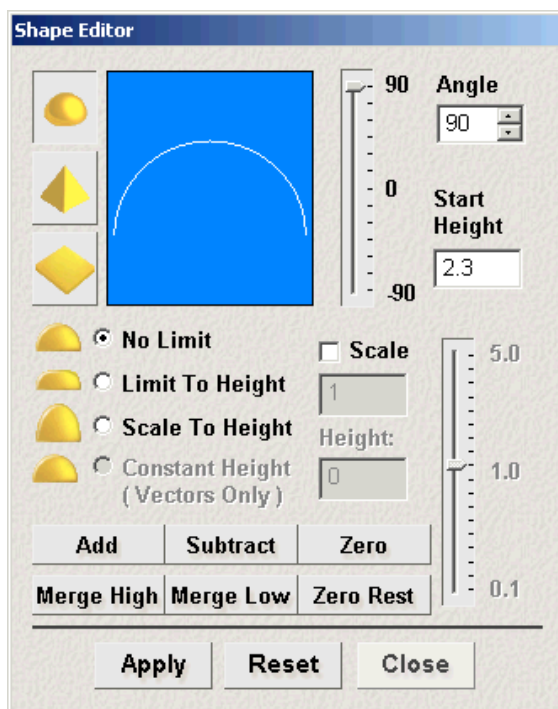 Shape Editor
90
0
-90
Angle
90
Start
Height
2.3
No Limit
Limit To Height
Scale To Height
Constant Height
( Vectors Only )
Scale
1
Height:
0
5.0
1.0
0.1
Add
Subtract
Zero
Merge High
Merge Low
Zero Rest
Apply
Reset
Close